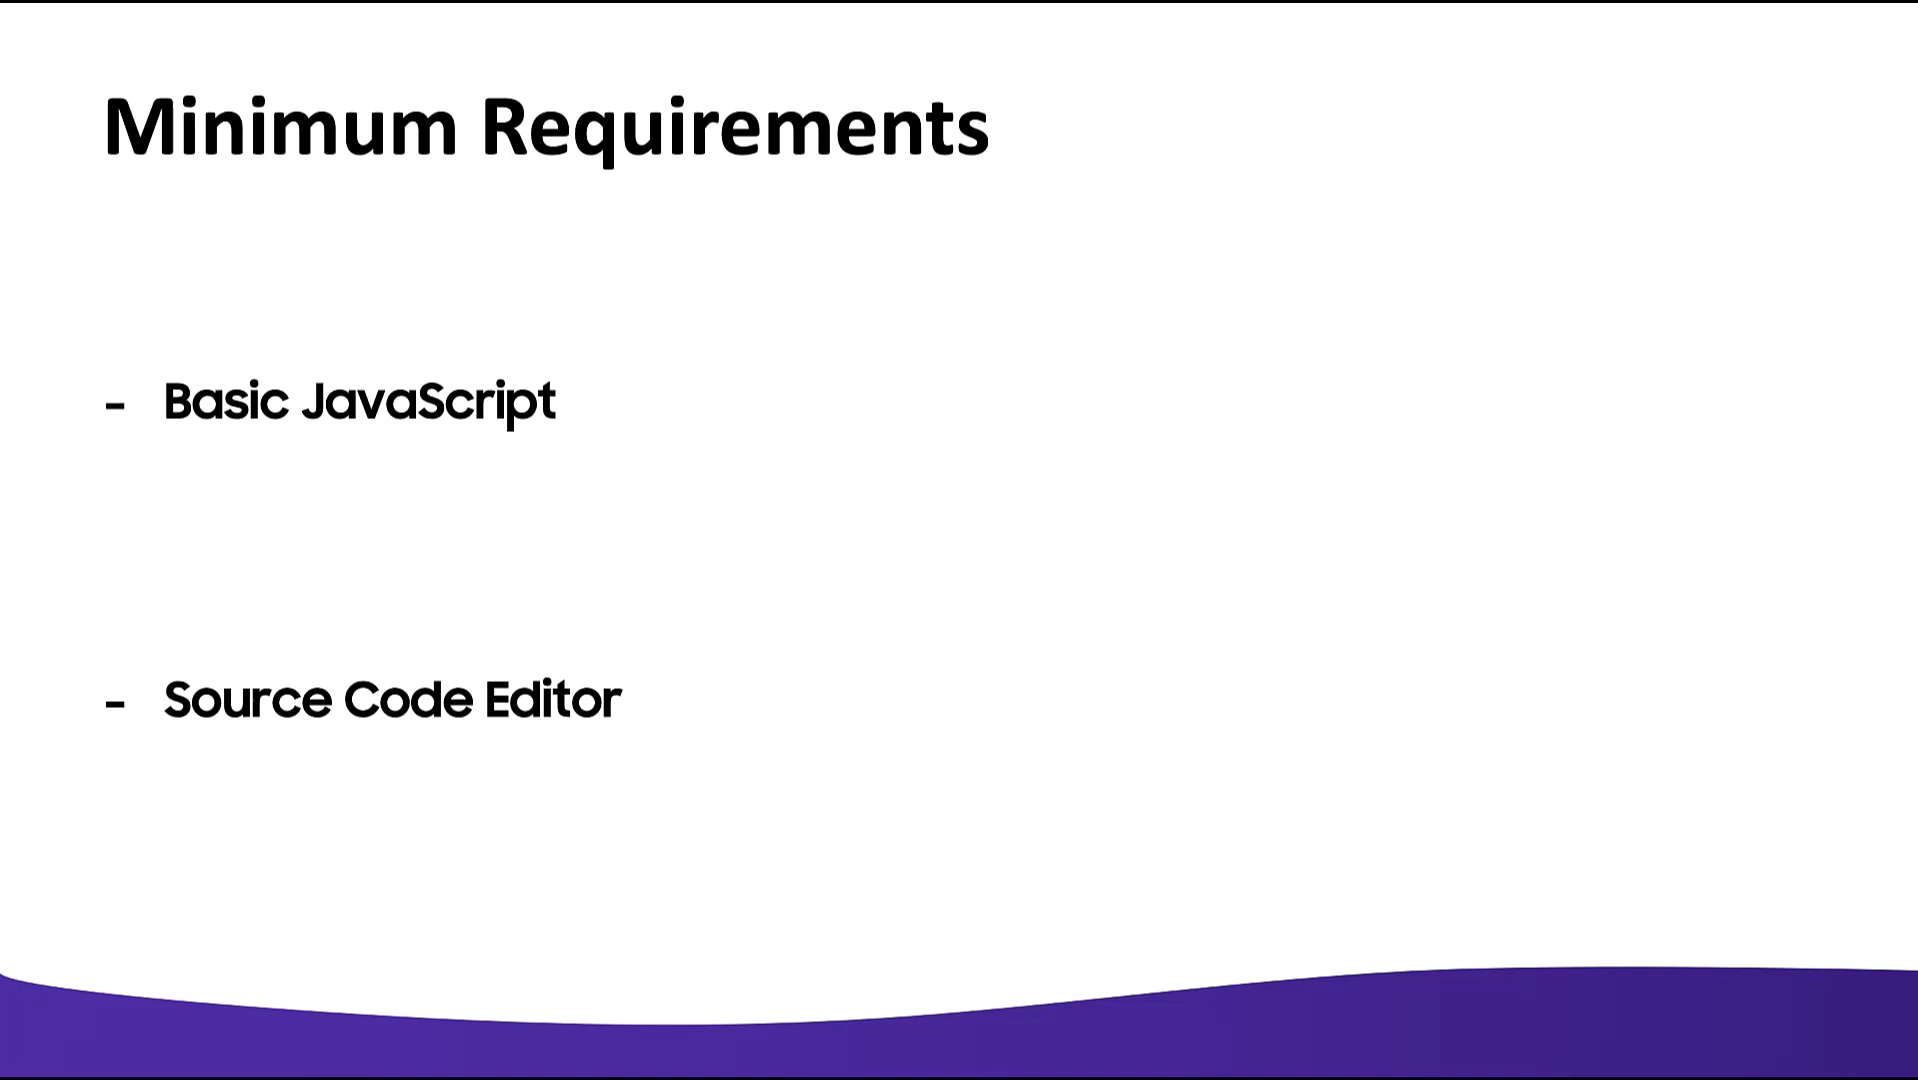 Minimum Requirements
- Basic JavaScript
- Source Code Editor